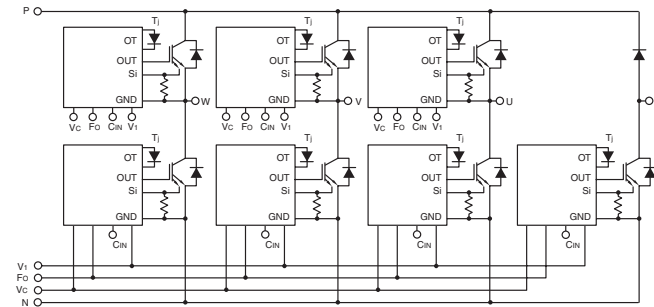 P
Tj Tj Tj
OT OT OT
OUT OUT OUT
Si Si Si
GND W GND V GND U
VC FO CIN V1 VC FO CIN V1 VC FO CIN V1
Tj Tj Tj Tj
OT OT OT OT
OUT OUT OUT OUT
Si Si Si Si
GND GND GND GND
CIN CIN CIN CIN
V1
FO
VC
N